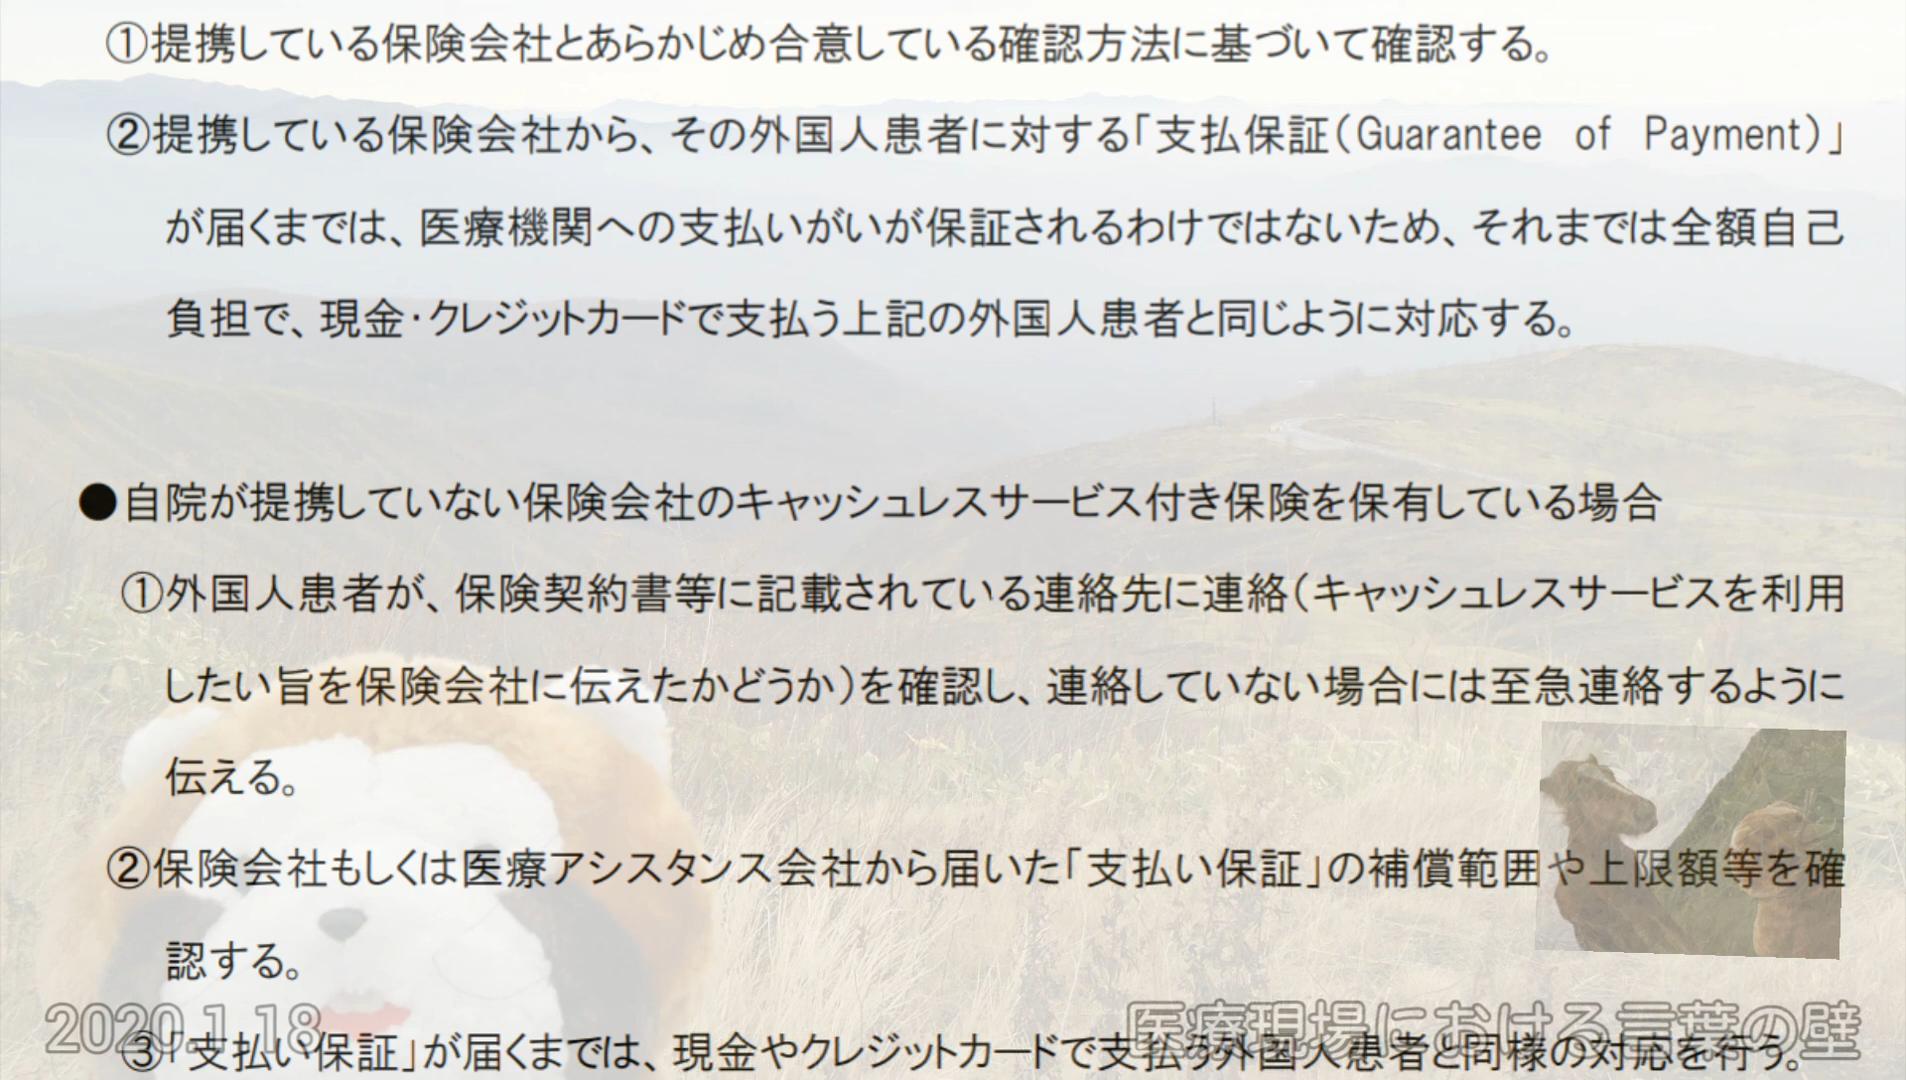 ①提携している保険会社とあらかじめ合意している確認方法に基づいて確認する。
②提携している保険会社から、その外国人患者に対する「支払保証(Guarantee of Payment)」
が届くまでは、医療機関への支払いがいが保証されるわけではないため、それまでは全額自己
負担で、現金・クレジットカードで支払う上記の外国人患者と同じように対応する。
●自院が提携していない保険会社のキャッシュレスサービス付き保険を保有している場合
①外国人患者が、保険契約書等に記載されている連絡先に連絡(キャッシュレスサービスを利用
したい旨を保険会社に伝えたかどうか)を確認し、連絡していない場合には至急連絡するように
伝える。
②保険会社もしくは医療アシスタンス会社から届いた「支払い保証」の補償範囲や上限額等を確
認する。
2020.1.18
医療現場における言葉の壁
③「支払い保証」が届くまでは、現金やクレジットカードで支払う外国人患者と同様の対応を行う。